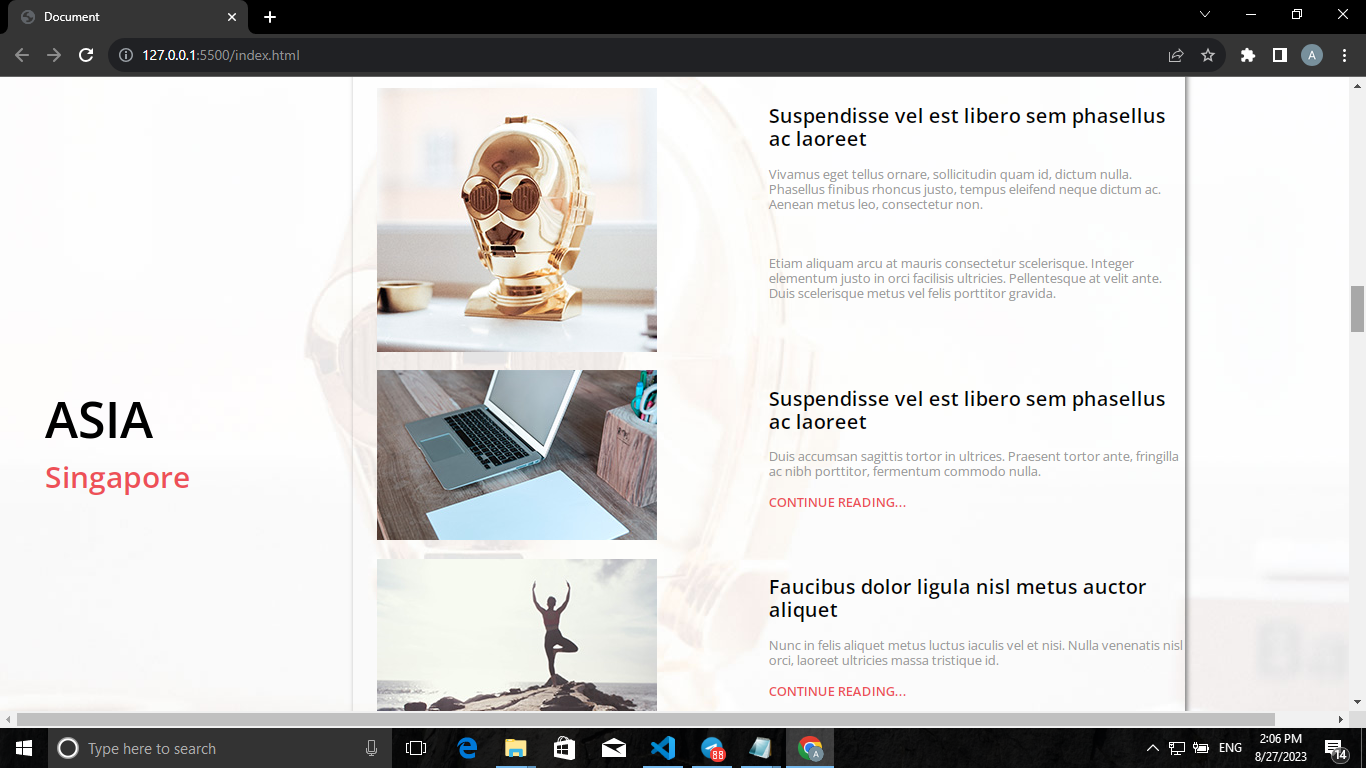 Document
127.0.0.1:5500/index.html
A
ASIA
Singapore
Suspendisse vel est libero sem phasellus
ac laoreet
Vivamus eget tellus ornare, sollicitudin quam id, dictum nulla.
Phasellus finibus rhoncus justo, tempus eleifend neque dictum ac.
Aenean metus leo, consectetur non.
Etiam aliquam arcu at mauris consectetur scelerisque. Integer
elementum justo in orci facilisis ultricies. Pellentesque at velit ante.
Duis scelerisque metus vel felis porttitor gravida.
Suspendisse vel est libero sem phasellus
ac laoreet
Duis accumsan sagittis tortor in ultrices. Praesent tortor ante, fringilla
ac nibh porttitor, fermentum commodo nulla.
CONTINUE READING...
Faucibus dolor ligula nisl metus auctor
aliquet
Nunc in felis aliquet metus luctus iaculis vel et nisi. Nulla venenatis nisl
orci, laoreet ultricies massa tristique id.
CONTINUE READING...
Type here to search
88
A
ENG
2:06 PM
8/27/2023
14